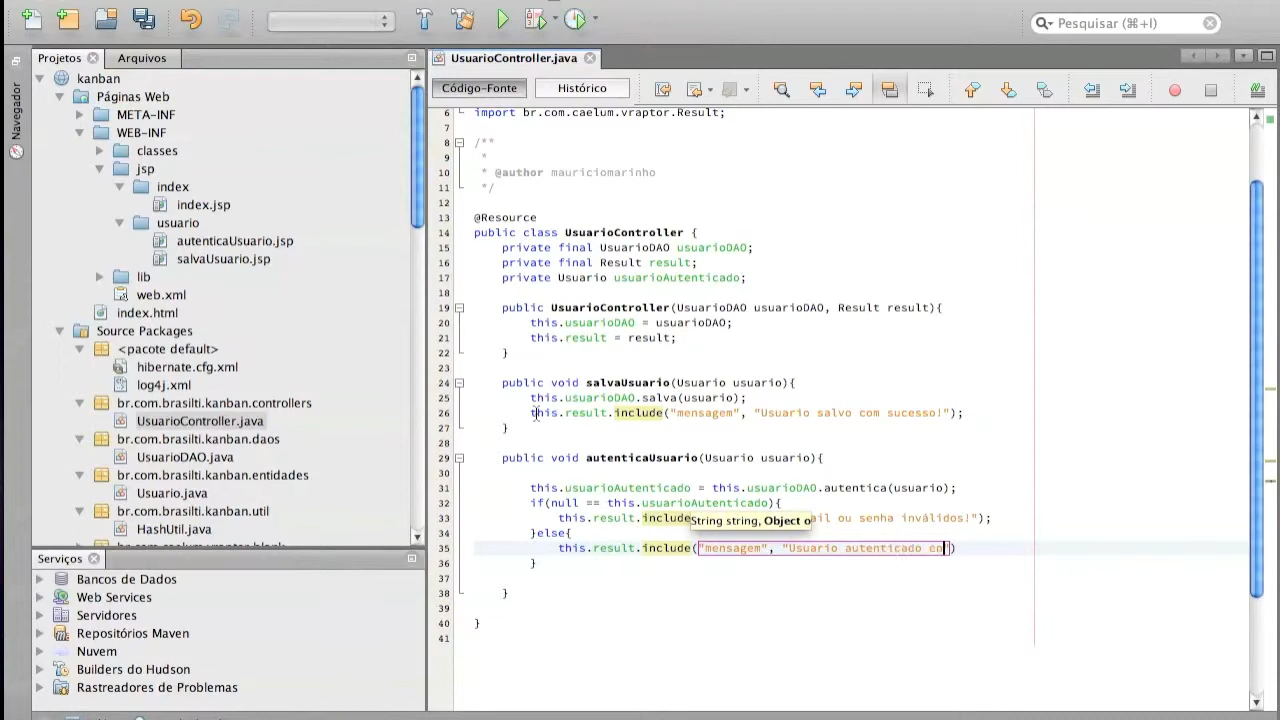 Pesquisar (⌘+I)
Navegador
Projetos
Arquivos
kanban
Páginas Web
META-INF
WEB-INF
classes
jsp
index
index.jsp
usuario
autenticaUsuario.jsp
salvaUsuario.jsp
lib
web.xml
index.html
Source Packages
<pacote default>
hibernate.cfg.xml
log4j.xml
br.com.brasilti.kanban.controllers
UsuarioController.java
br.com.brasilti.kanban.daos
UsuarioDAO.java
br.com.brasilti.kanban.entidades
Usuario.java
br.com.brasilti.kanban.util
HashUtil.java
Serviços
Bancos de Dados
Web Services
Servidores
Repositórios Maven
Nuvem
Builders do Hudson
Rastreadores de Problemas
UsuarioController.java
Código-Fonte
Histórico
6 import br.com.caelum.vraptor.Result;
7
8 /**
9 *
10 * @author mauriciomarinho
11 */
12
13 @Resource
14 public class UsuarioController {
15 private final UsuarioDAO usuarioDAO;
16 private final Result result;
17 private Usuario usuarioAutenticado;
18
19 public UsuarioController(UsuarioDAO usuarioDAO, Result result){
20 this.usuarioDAO = usuarioDAO;
21 this.result = result;
22 }
23
24 public void salvaUsuario(Usuario usuario){
25 this.usuarioDAO.salva(usuario);
26 this.result.include("mensagem", "Usuario salvo com sucesso!");
27 }
28
29 public void autenticaUsuario(Usuario usuario){
30
31 this.usuarioAutenticado = this.usuarioDAO.autentica(usuario);
32 if(null == this.usuarioAutenticado){
33 this.result.include ail ou senha inválidos!");
String string, Object o
34 }else{
35 this.result.include("mensagem", "Usuario autenticado co")
36 }
37
38 }
39
40 }
41